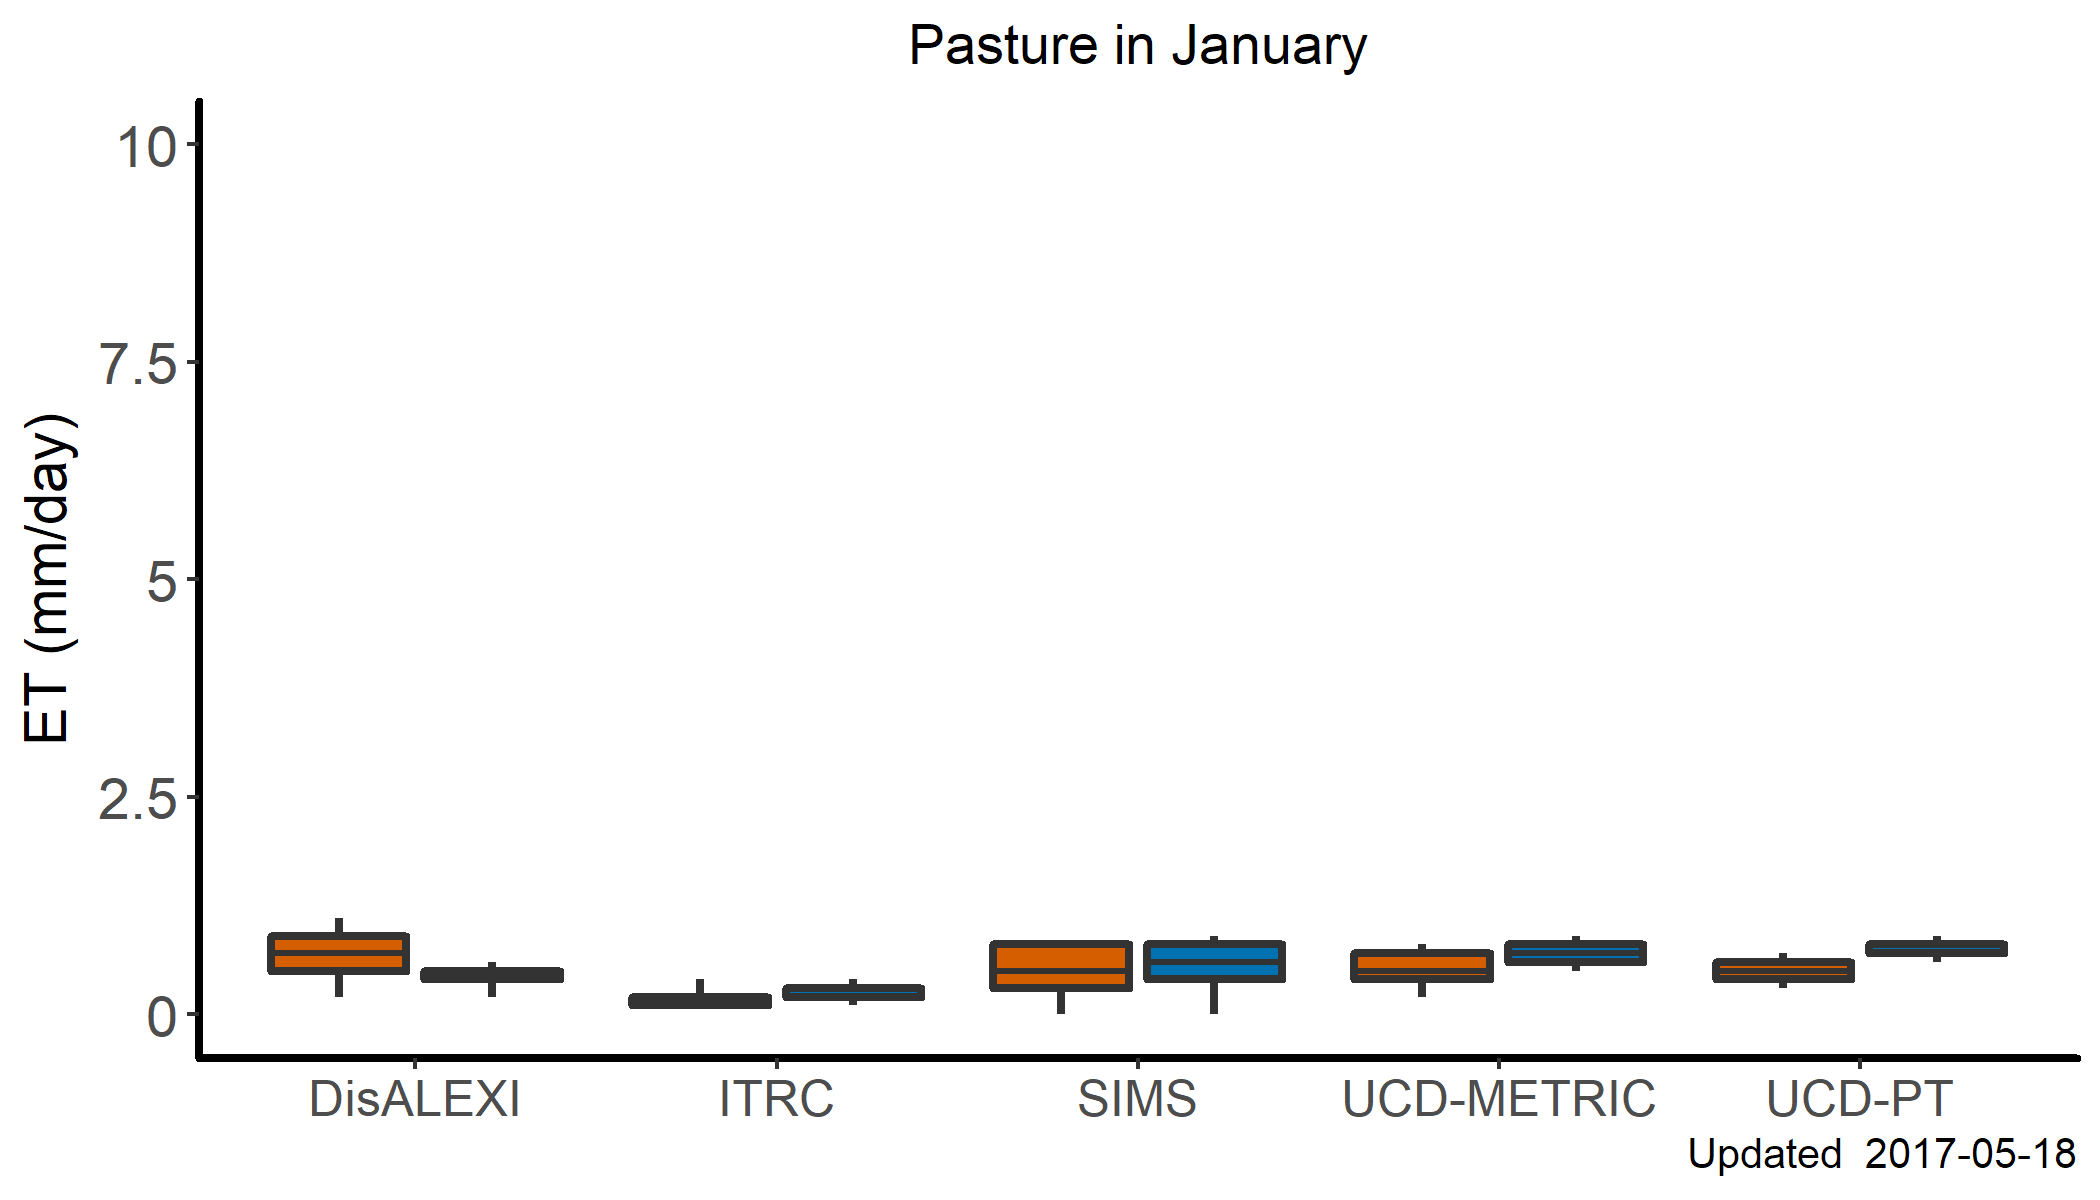 Pasture in January
10
7.5
5
2.5
0
ET (mm/day)
DisALEXI ITRC SIMS UCD-METRIC UCD-PT
Updated 2017-05-18